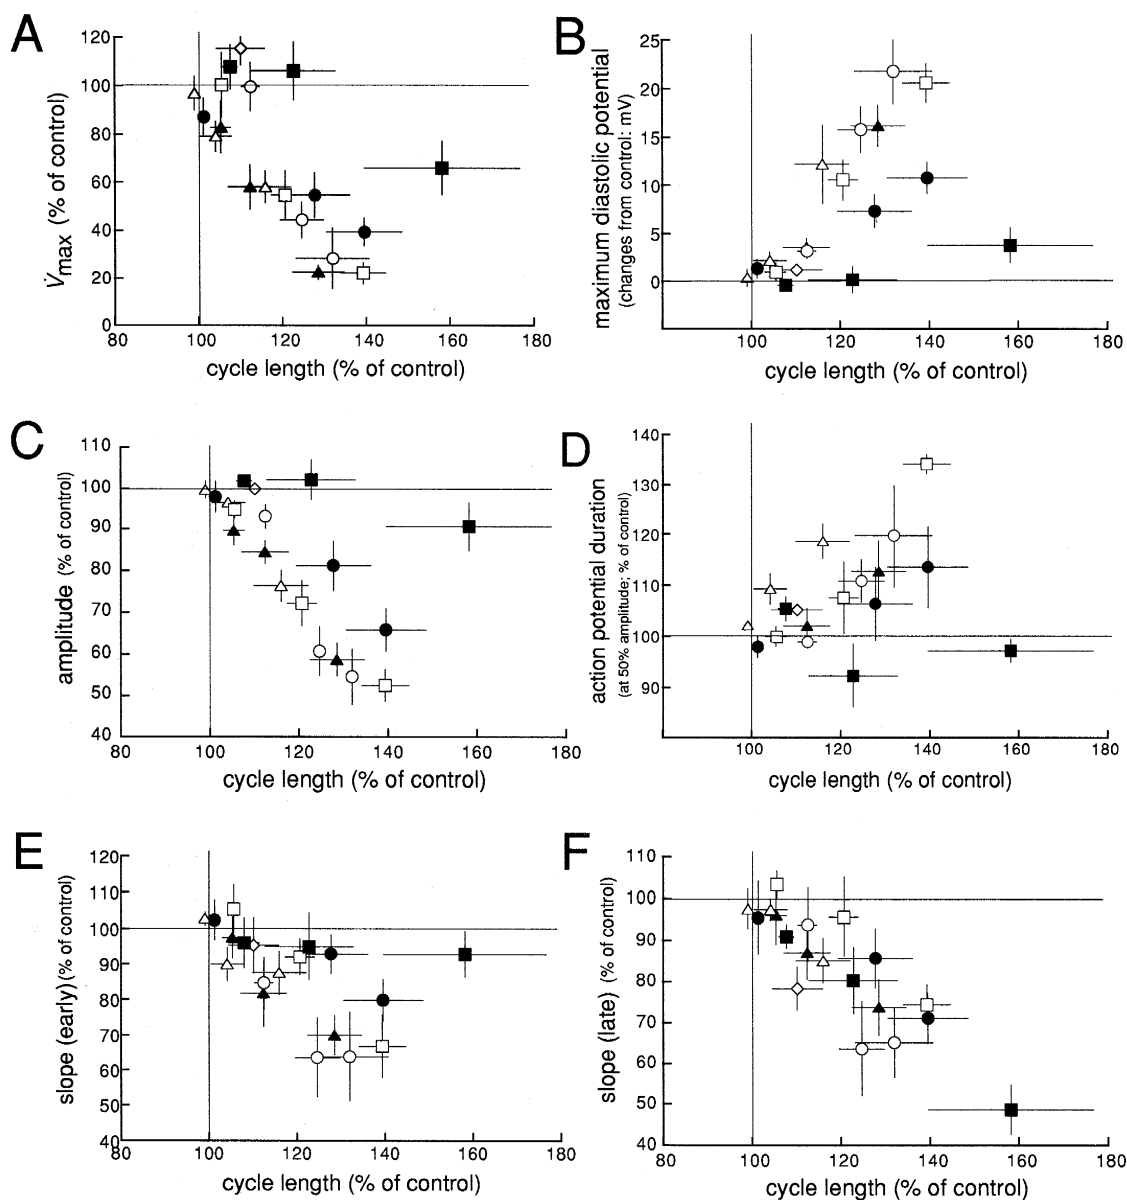 A
V̇max (% of control)
120
100
80
60
40
20
0
80 100 120 140 160 180
cycle length (% of control)
B
maximum diastolic potential
(changes from control: mV)
25
20
15
10
5
0
80 100 120 140 160 180
cycle length (% of control)
C
amplitude (% of control)
110
100
90
80
70
60
50
40
80 100 120 140 160 180
cycle length (% of control)
D
action potential duration
(at 50% amplitude; % of control)
140
130
120
110
100
90
80 100 120 140 160 180
cycle length (% of control)
E
slope (early) (% of control)
120
110
100
90
80
70
60
50
40
80 100 120 140 160 180
cycle length (% of control)
F
slope (late) (% of control)
110
100
90
80
70
60
50
40
80 100 120 140 160 180
cycle length (% of control)